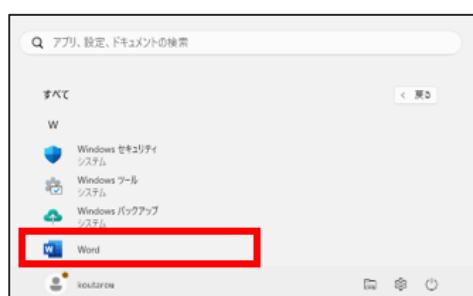 アプリ、設定、ドキュメントの検索
すべて
< 戻る
W
Windows セキュリティ
システム
Windows ツール
システム
Windows バックアップ
システム
Word
koutarou